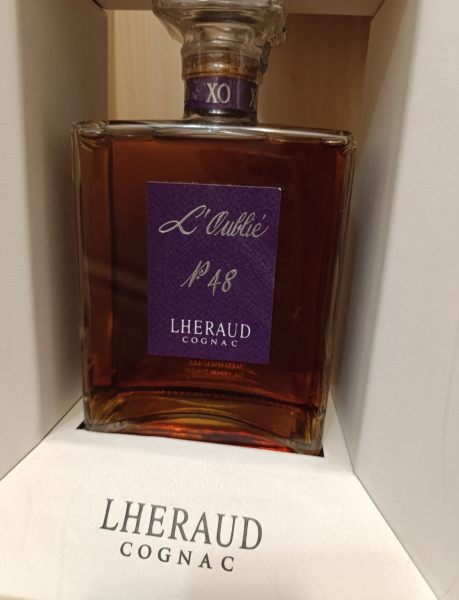 XO
L'Oublié
N° 48
LHERAUD
COGNAC
LHERAUD
COGNAC